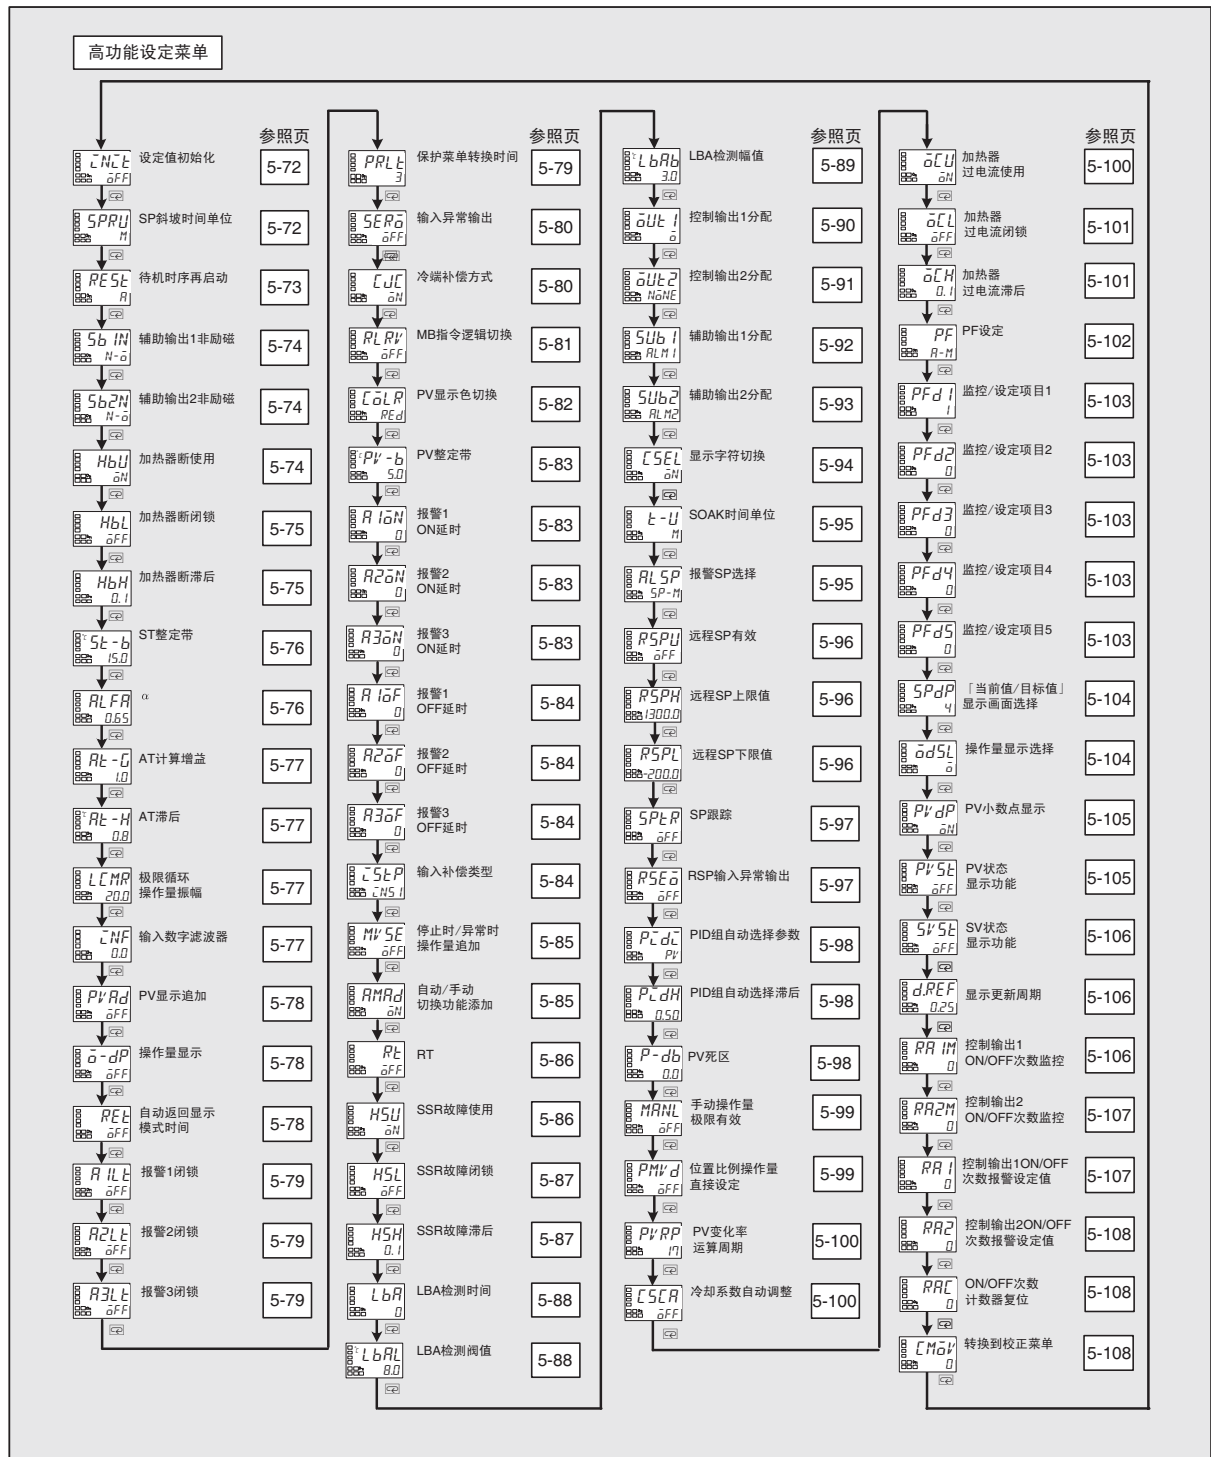 高功能设定菜单
参照页
INIT
设定值初始化
5-72
OFF
SPRU
SP斜坡时间单位
5-72
M
REST
待机时序再启动
5-73
A
Sb1N
辅助输出1非励磁
5-74
N-o
Sb2N
辅助输出2非励磁
5-74
N-o
HbU
加热器断使用
5-74
ON
HbL
加热器断闭锁
5-75
OFF
HbH
加热器断滞后
5-75
0.1
℃
St-b
ST整定带
5-76
15.0
ALFA
α
5-76
0.65
At-G
AT计算增益
5-77
1.0
℃
At-H
AT滞后
5-77
0.8
LCMA
极限循环
操作量振幅
5-77
20.0
INF
输入数字滤波器
5-77
0.0
PVAd
PV显示追加
5-78
OFF
o-dP
操作量显示
5-78
OFF
RET
自动返回显示
模式时间
5-78
OFF
A1Lt
报警1闭锁
5-79
OFF
A2Lt
报警2闭锁
5-79
OFF
A3Lt
报警3闭锁
5-79
OFF
参照页
PRLt
保护菜单转换时间
5-79
3
SERO
输入异常输出
5-80
OFF
CJC
冷端补偿方式
5-80
ON
RLRV
MB指令逻辑切换
5-81
OFF
COLR
PV显示色切换
5-82
REd
℃
PV-b
PV整定带
5-83
5.0
A1ON
报警1
ON延时
5-83
0
A2ON
报警2
ON延时
5-83
0
A3ON
报警3
ON延时
5-83
0
A1OF
报警1
OFF延时
5-84
0
A2OF
报警2
OFF延时
5-84
0
A3OF
报警3
OFF延时
5-84
0
ISTP
输入补偿类型
5-84
INS1
MVSE
停止时/异常时
操作量追加
5-85
OFF
AMAd
自动/手动
切换功能添加
5-85
ON
Rt
RT
5-86
OFF
HSU
SSR故障使用
5-86
ON
HSL
SSR故障闭锁
5-87
OFF
HSH
SSR故障滞后
5-87
0.1
LbA
LBA检测时间
5-88
0
℃
LbAL
LBA检测阀值
5-88
8.0
参照页
℃
LbAb
LBA检测幅值
5-89
3.0
OUt1
控制输出1分配
5-90
o
OUt2
控制输出2分配
5-91
NONE
SUb1
辅助输出1分配
5-92
ALM1
SUb2
辅助输出2分配
5-93
ALM2
CSEL
显示字符切换
5-94
ON
t-U
SOAK时间单位
5-95
M
ALSP
报警SP选择
5-95
SP-M
RSPU
远程SP有效
5-96
OFF
RSPH
远程SP上限值
5-96
1300.0
RSPL
远程SP下限值
5-96
-200.0
SPtR
SP跟踪
5-97
OFF
RSEO
RSP输入异常输出
5-97
OFF
PIdI
PID组自动选择参数
5-98
PV
PIdH
PID组自动选择滞后
5-98
0.50
P-db
PV死区
5-98
0.0
MANL
手动操作量
极限有效
5-99
OFF
PMVd
位置比例操作量
直接设定
5-99
OFF
PVRP
PV变化率
运算周期
5-100
CSCA
冷却系数自动调整
5-100
OFF
参照页
OCU
加热器
过电流使用
5-100
ON
OCL
加热器
过电流闭锁
5-101
OFF
OCH
加热器
过电流滞后
5-101
0.1
PF
PF设定
5-102
A-M
PFd1
监控/设定项目1
5-103
1
PFd2
监控/设定项目2
5-103
0
PFd3
监控/设定项目3
5-103
0
PFd4
监控/设定项目4
5-103
0
PFd5
监控/设定项目5
5-103
0
SPdP
「当前值/目标值」
显示画面选择
5-104
4
OdSL
操作量显示选择
5-104
o
PVdP
PV小数点显示
5-105
ON
PVSt
PV状态
显示功能
5-105
OFF
SVSt
SV状态
显示功能
5-106
OFF
d.REF
显示更新周期
5-106
0.25
RA1M
控制输出1
ON/OFF次数监控
5-106
0
RA2M
控制输出2
ON/OFF次数监控
5-107
0
RA1
控制输出1ON/OFF
次数报警设定值
5-107
0
RA2
控制输出2ON/OFF
次数报警设定值
5-108
0
RAC
ON/OFF次数
计数器复位
5-108
0
CMOV
转换到校正菜单
5-108
0